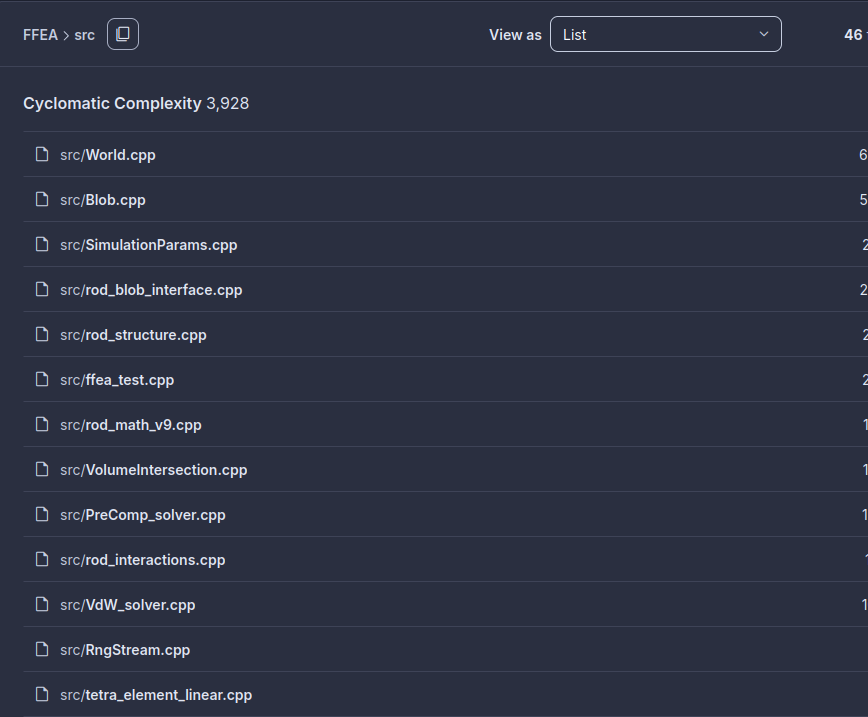 FFEA > src View as List 46
Cyclomatic Complexity 3,928
src/World.cpp 6
src/Blob.cpp 5
src/SimulationParams.cpp 2
src/rod_blob_interface.cpp 2
src/rod_structure.cpp 2
src/ffea_test.cpp 2
src/rod_math_v9.cpp 1
src/VolumeIntersection.cpp 1
src/PreComp_solver.cpp 1
src/rod_interactions.cpp
src/VdW_solver.cpp 1
src/RngStream.cpp
src/tetra_element_linear.cpp